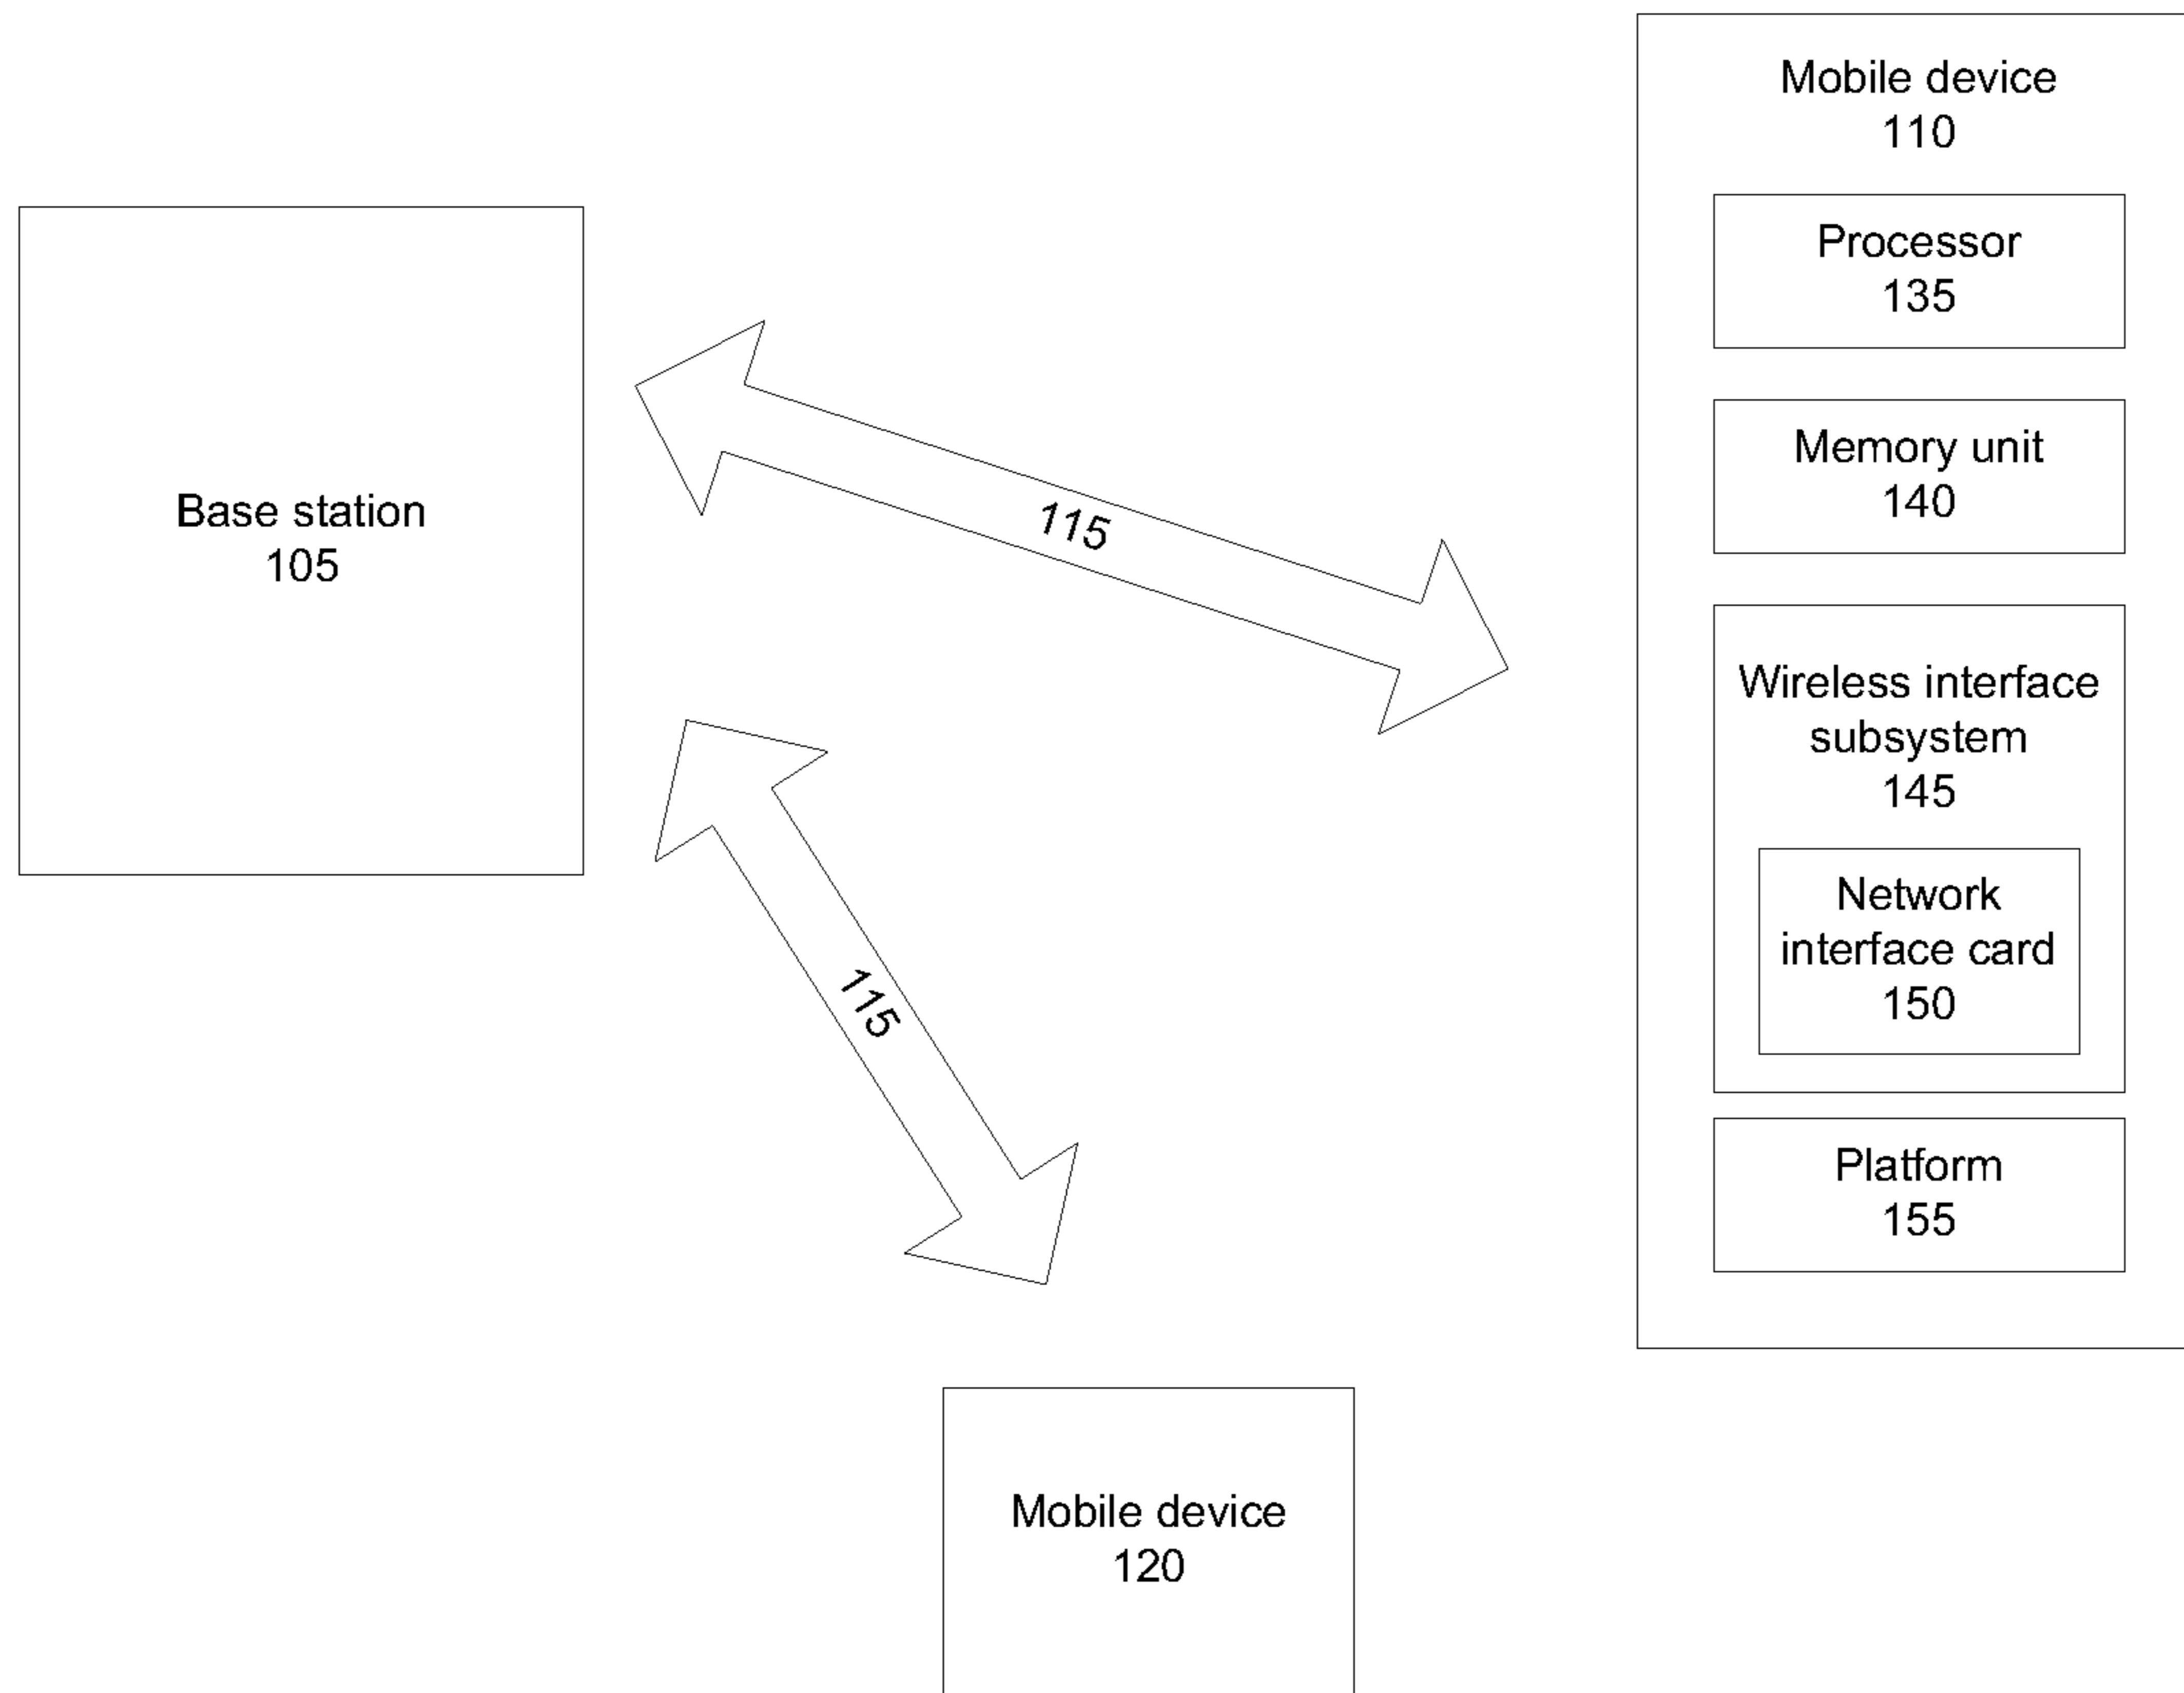 Mobile device
110
Processor
135
Base station
105
115
Memory unit
140
Wireless interface
subsystem
145
Network
interface card
150
115
Platform
155
Mobile device
120